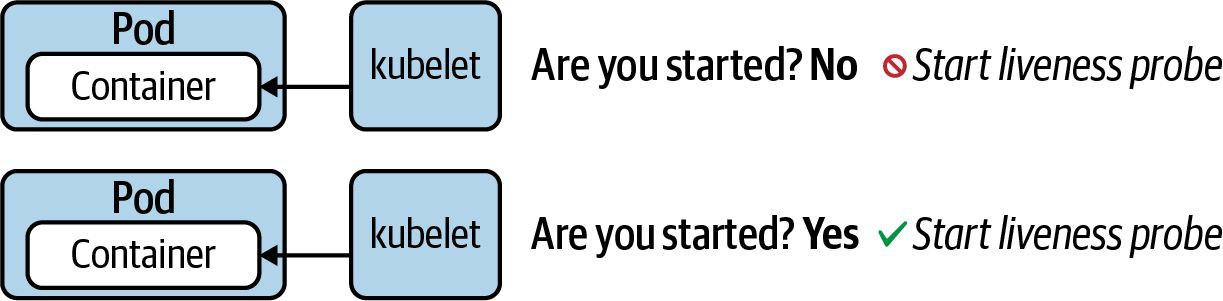 Pod
Container
kubelet
Are you started? No Start liveness probe
Pod
Container
kubelet
Are you started? Yes Start liveness probe